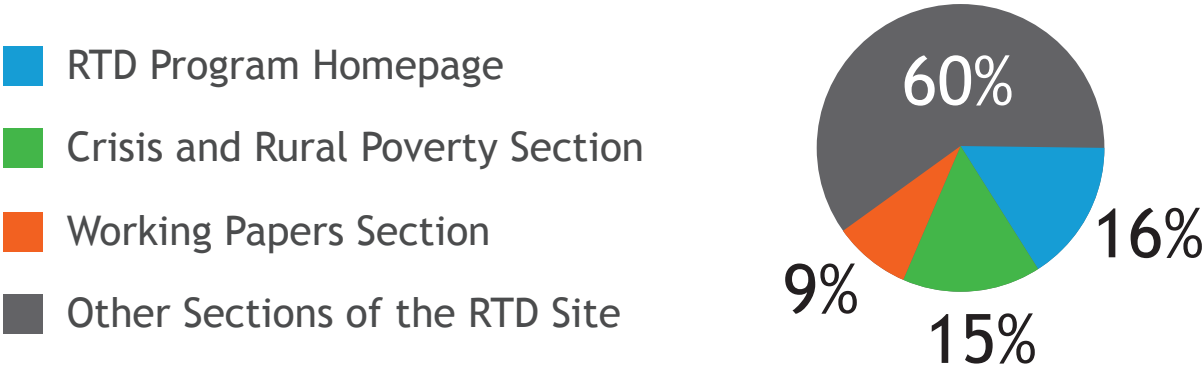 RTD Program Homepage
Crisis and Rural Poverty Section
Working Papers Section
Other Sections of the RTD Site
60%
16%
9%
15%